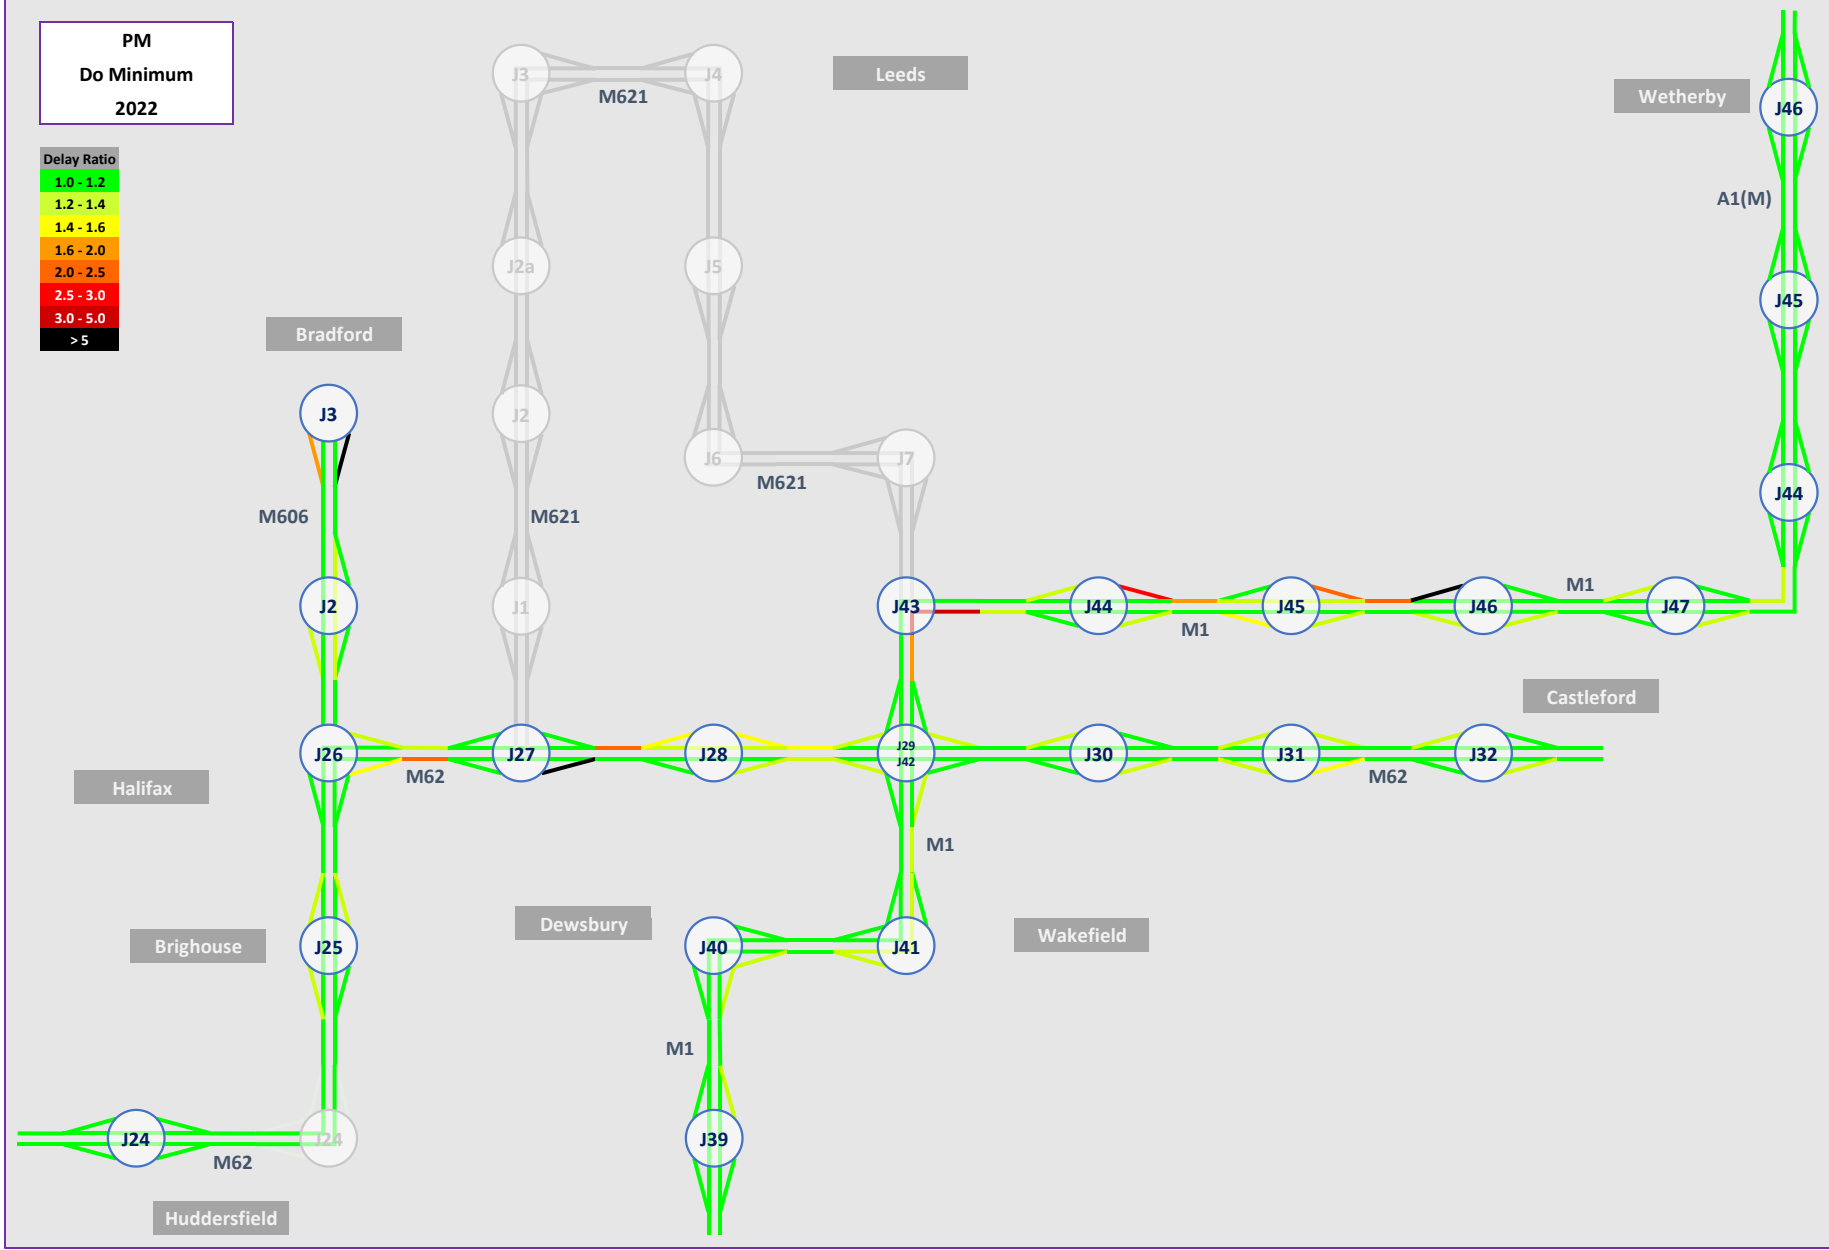 PM
Do Minimum
2022
Delay Ratio
1.0 - 1.2
1.2 - 1.4
1.4 - 1.6
1.6 - 2.0
2.0 - 2.5
2.5 - 3.0
3.0 - 5.0
> 5
J3
M621
J4
Leeds
Wetherby
J46
A1(M)
J2a
J5
J45
Bradford
J3
J2
J6
M621
J7
J44
M606
M621
J2
J1
J43
J44
M1
J45
J46
M1
J47
Castleford
J26
M62
J27
J28
J29
J42
J30
J31
M62
J32
Halifax
M1
Brighouse
J25
Dewsbury
J40
J41
Wakefield
M1
J24
M62
J24
J39
Huddersfield